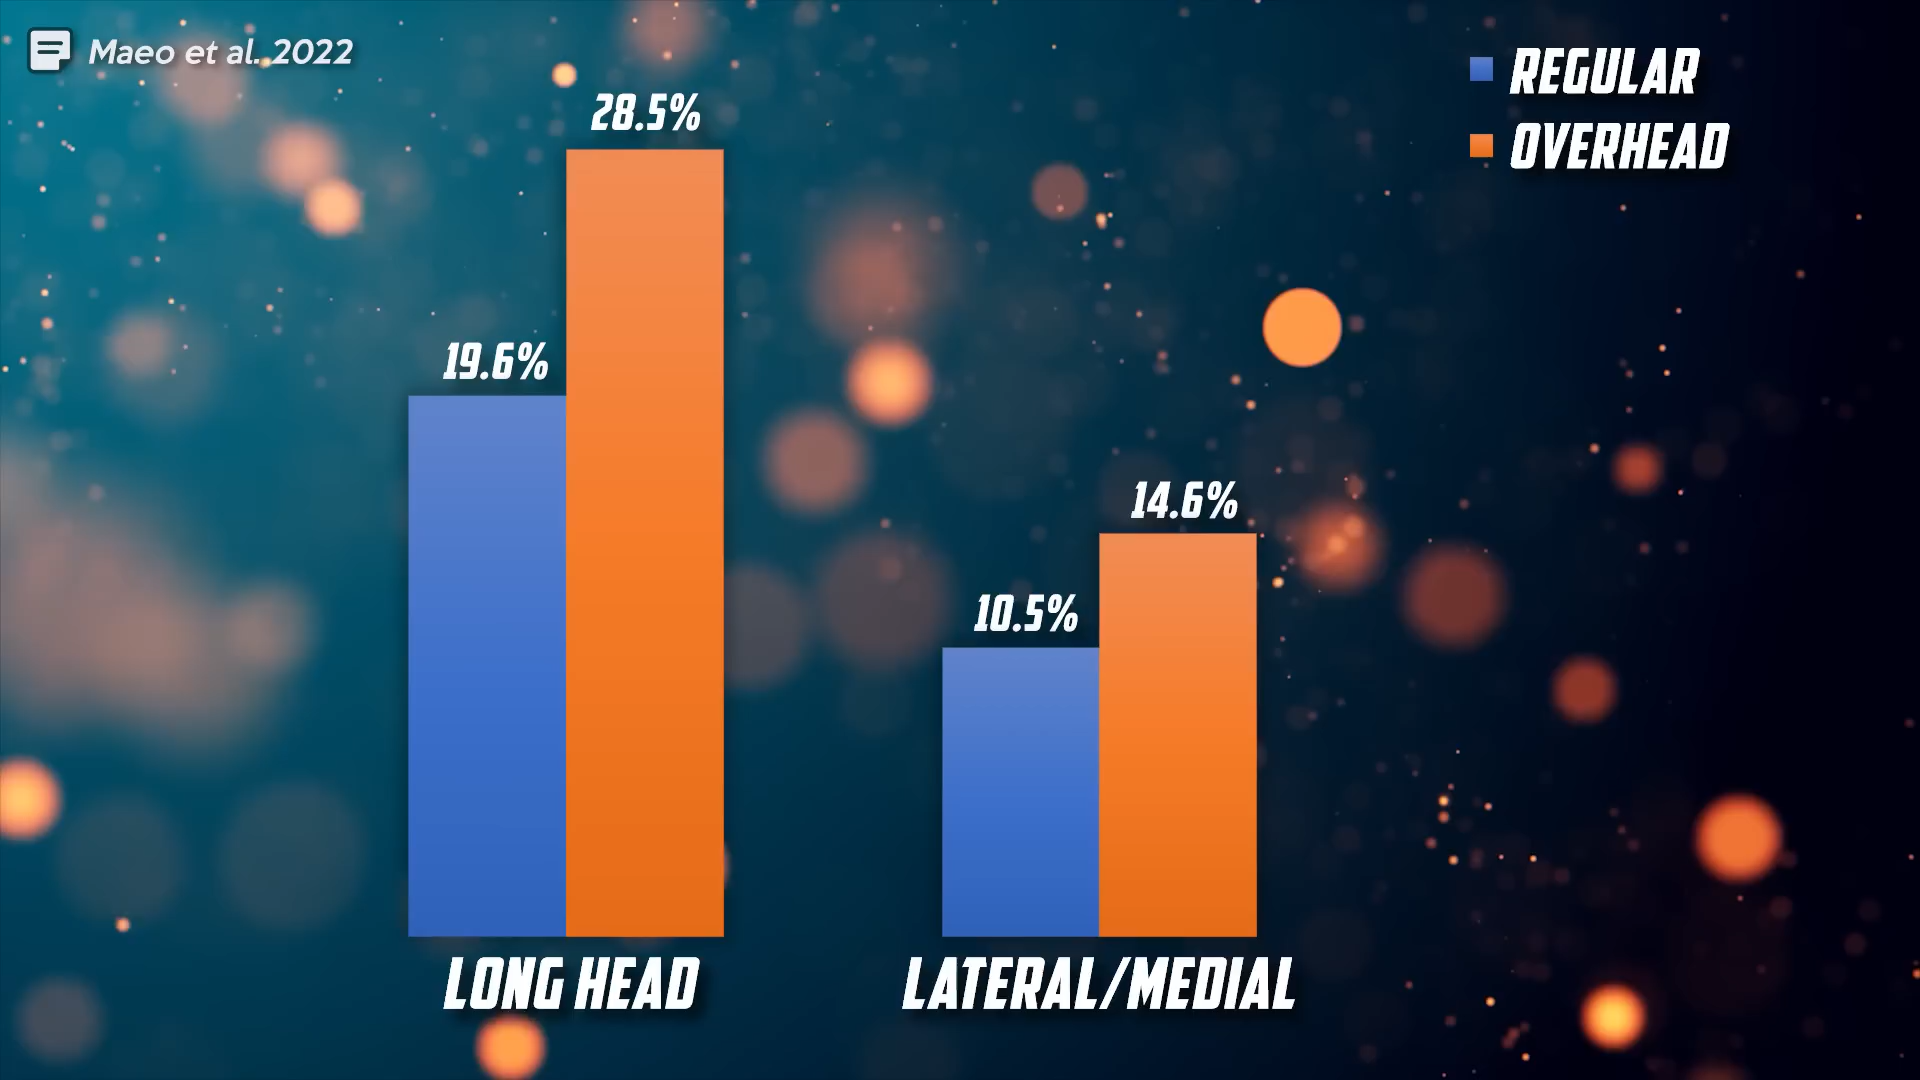 Maeo et al. 2022
REGULAR
OVERHEAD
28.5%
19.6%
14.6%
10.5%
LONG HEAD
LATERAL/MEDIAL